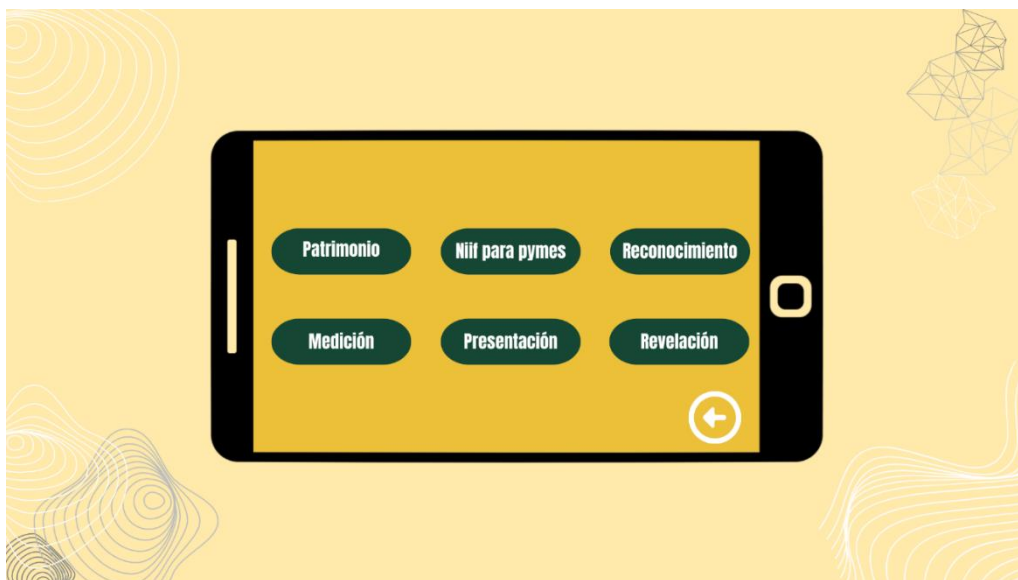 Patrimonio
Niif para pymes
Reconocimiento
Medición
Presentación
Revelación